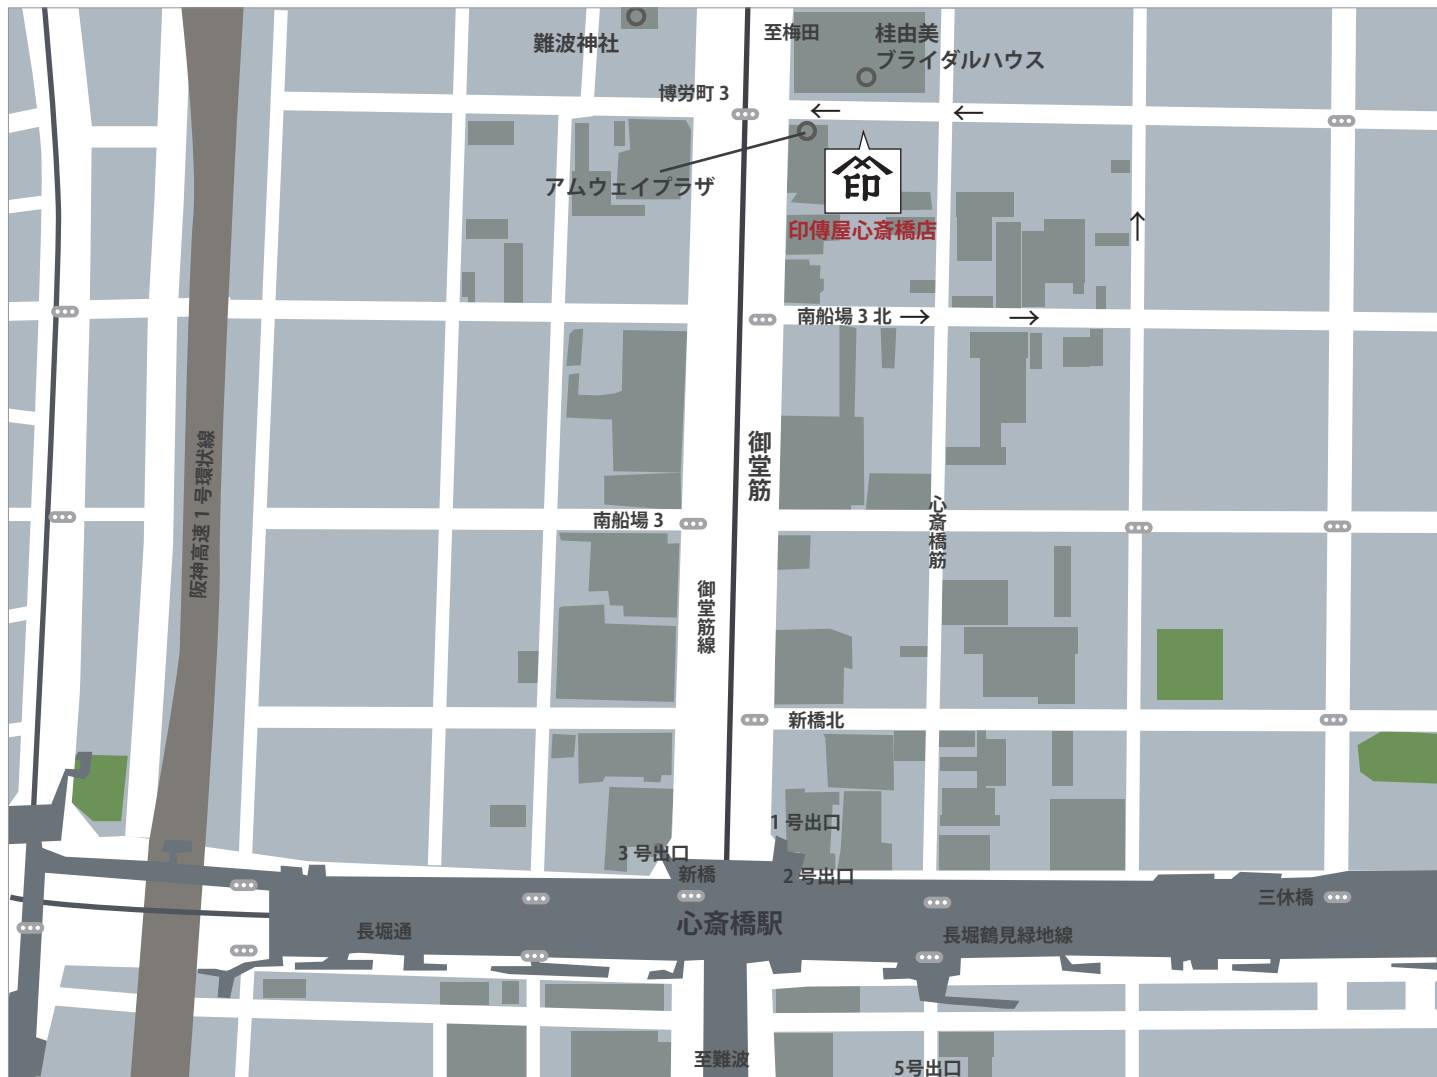 難波神社
至梅田
桂由美
ブライダルハウス
博労町 3
アムウェイプラザ
印
印傳屋心斎橋店
南船場 3 北
阪神高速 1 号環状線
御堂筋
南船場 3
心斎橋筋
御堂筋線
新橋北
1 号出口
3 号出口
新橋
2 号出口
三休橋
心斎橋駅
長堀通
長堀鶴見緑地線
至難波
5号出口